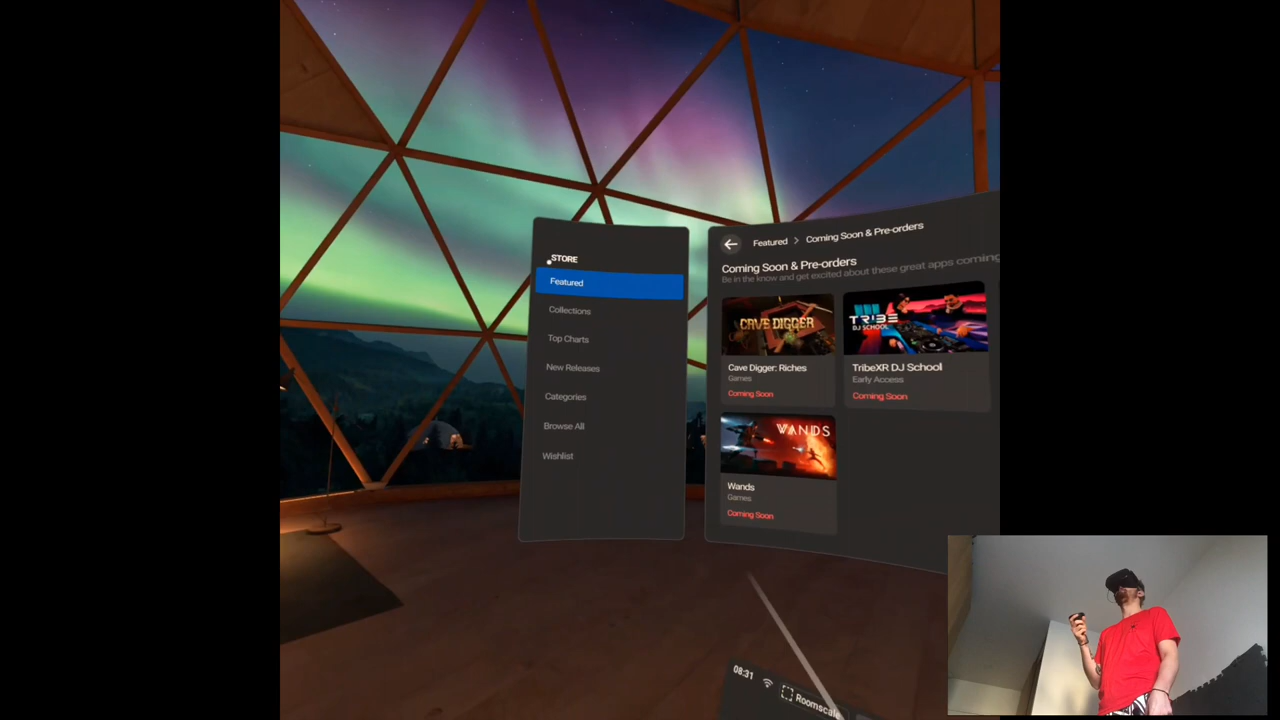 STORE
Featured
Collections
Top Charts
New Releases
Categories
Browse All
Wishlist
Featured > Coming Soon & Pre-orders
Coming Soon & Pre-orders
Be in the know and get excited about these great apps coming
CAVE DIGGER
Cave Digger: Riches
Games
Coming Soon
TRIBE
DJ SCHOOL
TribeXR DJ School
Early Access
Coming Soon
WANDS
Wands
Games
Coming Soon
08:31
Roomscale